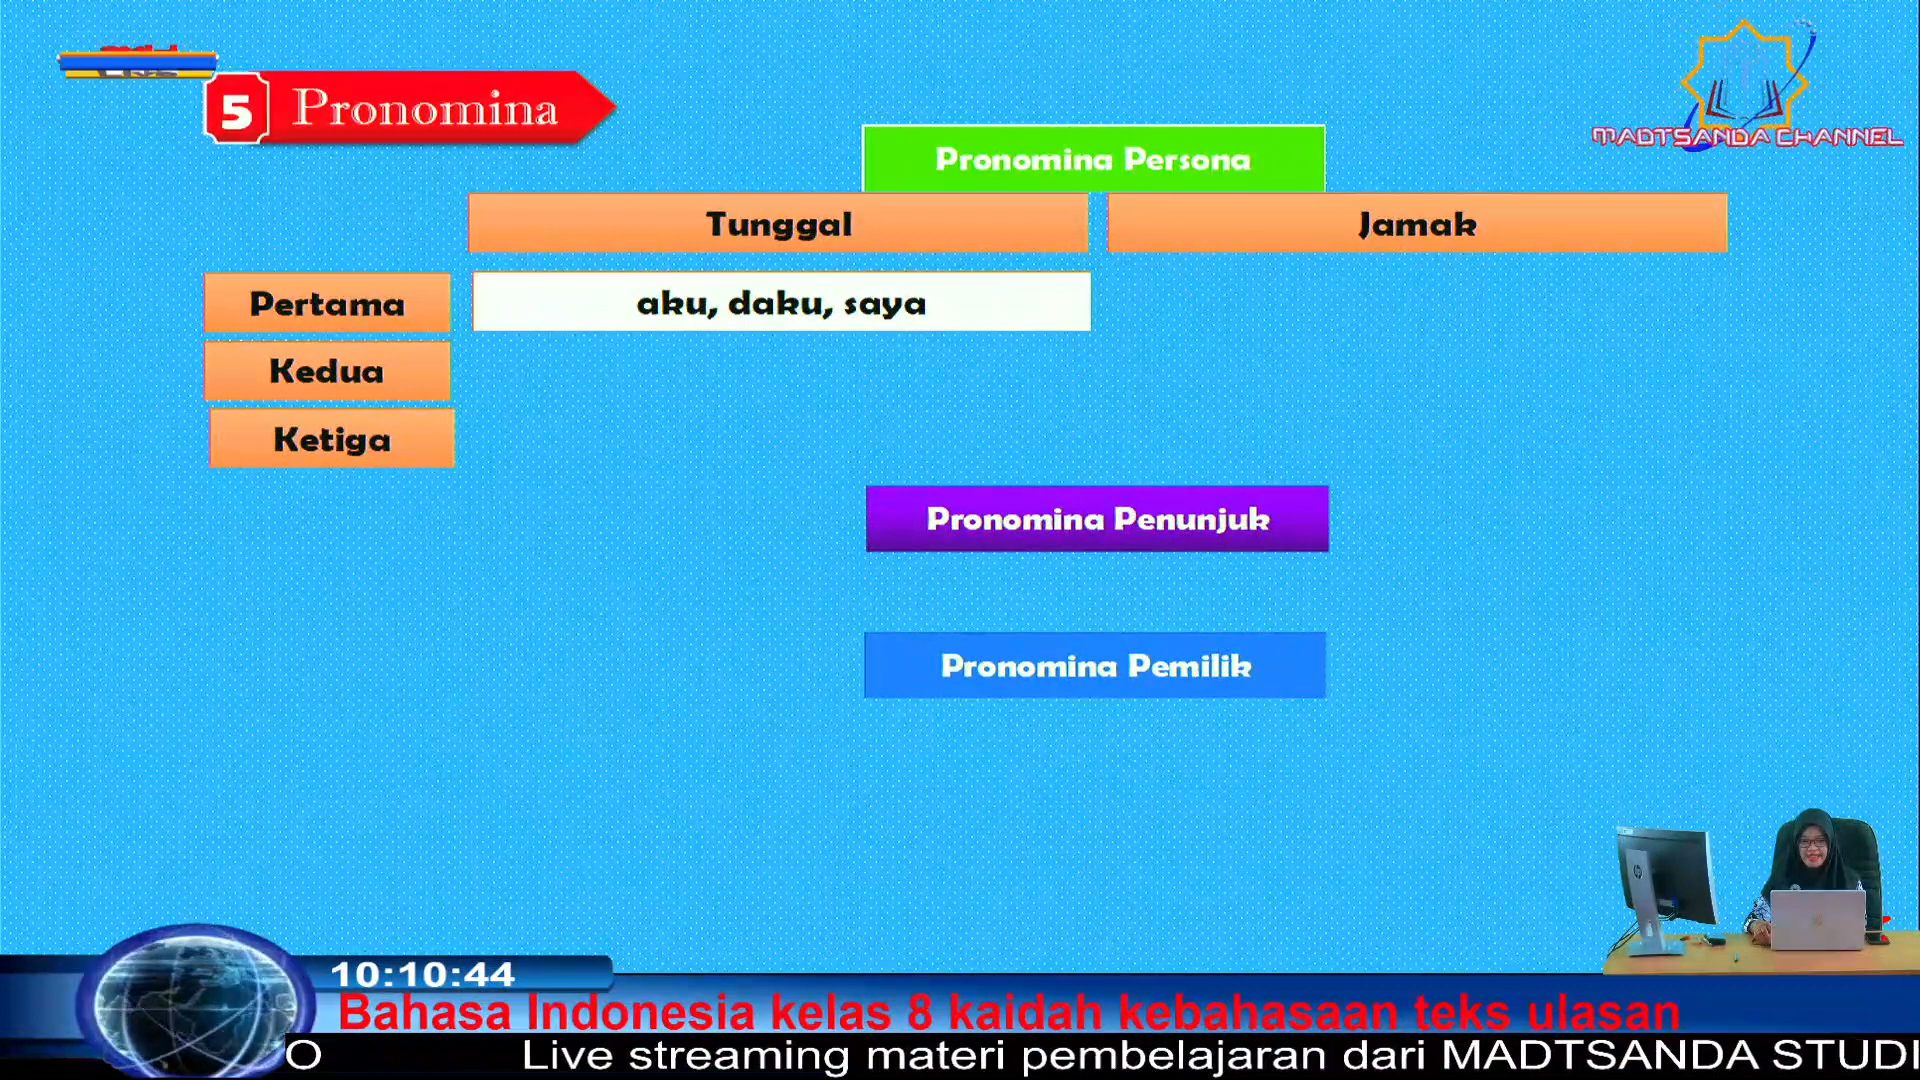 5 Pronomina
MADTSANDA CHANNEL
Pronomina Persona
Tunggal
Jamak
Pertama
aku, daku, saya
Kedua
Ketiga
Pronomina Penunjuk
Pronomina Pemilik
10:10:44
Bahasa Indonesia kelas 8 kaidah kebahasaan teks ulasan
O Live streaming materi pembelajaran dari MADTSANDA STUDI